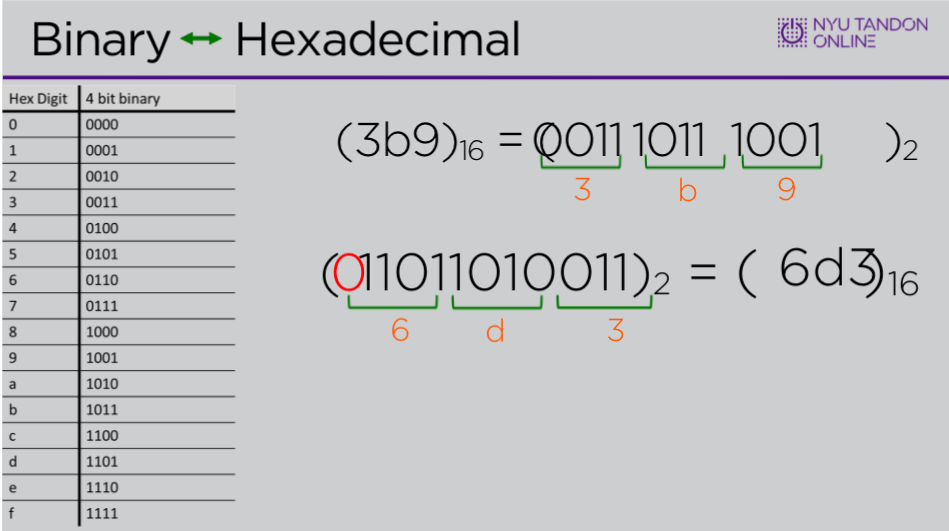 Binary ↔ Hexadecimal
NYU TANDON
ONLINE
Hex Digit 4 bit binary
0 0000
1 0001
2 0010
3 0011
4 0100
5 0101
6 0110
7 0111
8 1000
9 1001
a 1010
b 1011
c 1100
d 1101
e 1110
f 1111
(3b9)16 = (0011 1011 1001 )2
3 b 9
(011011010011)2 = ( 6d3)16
6 d 3